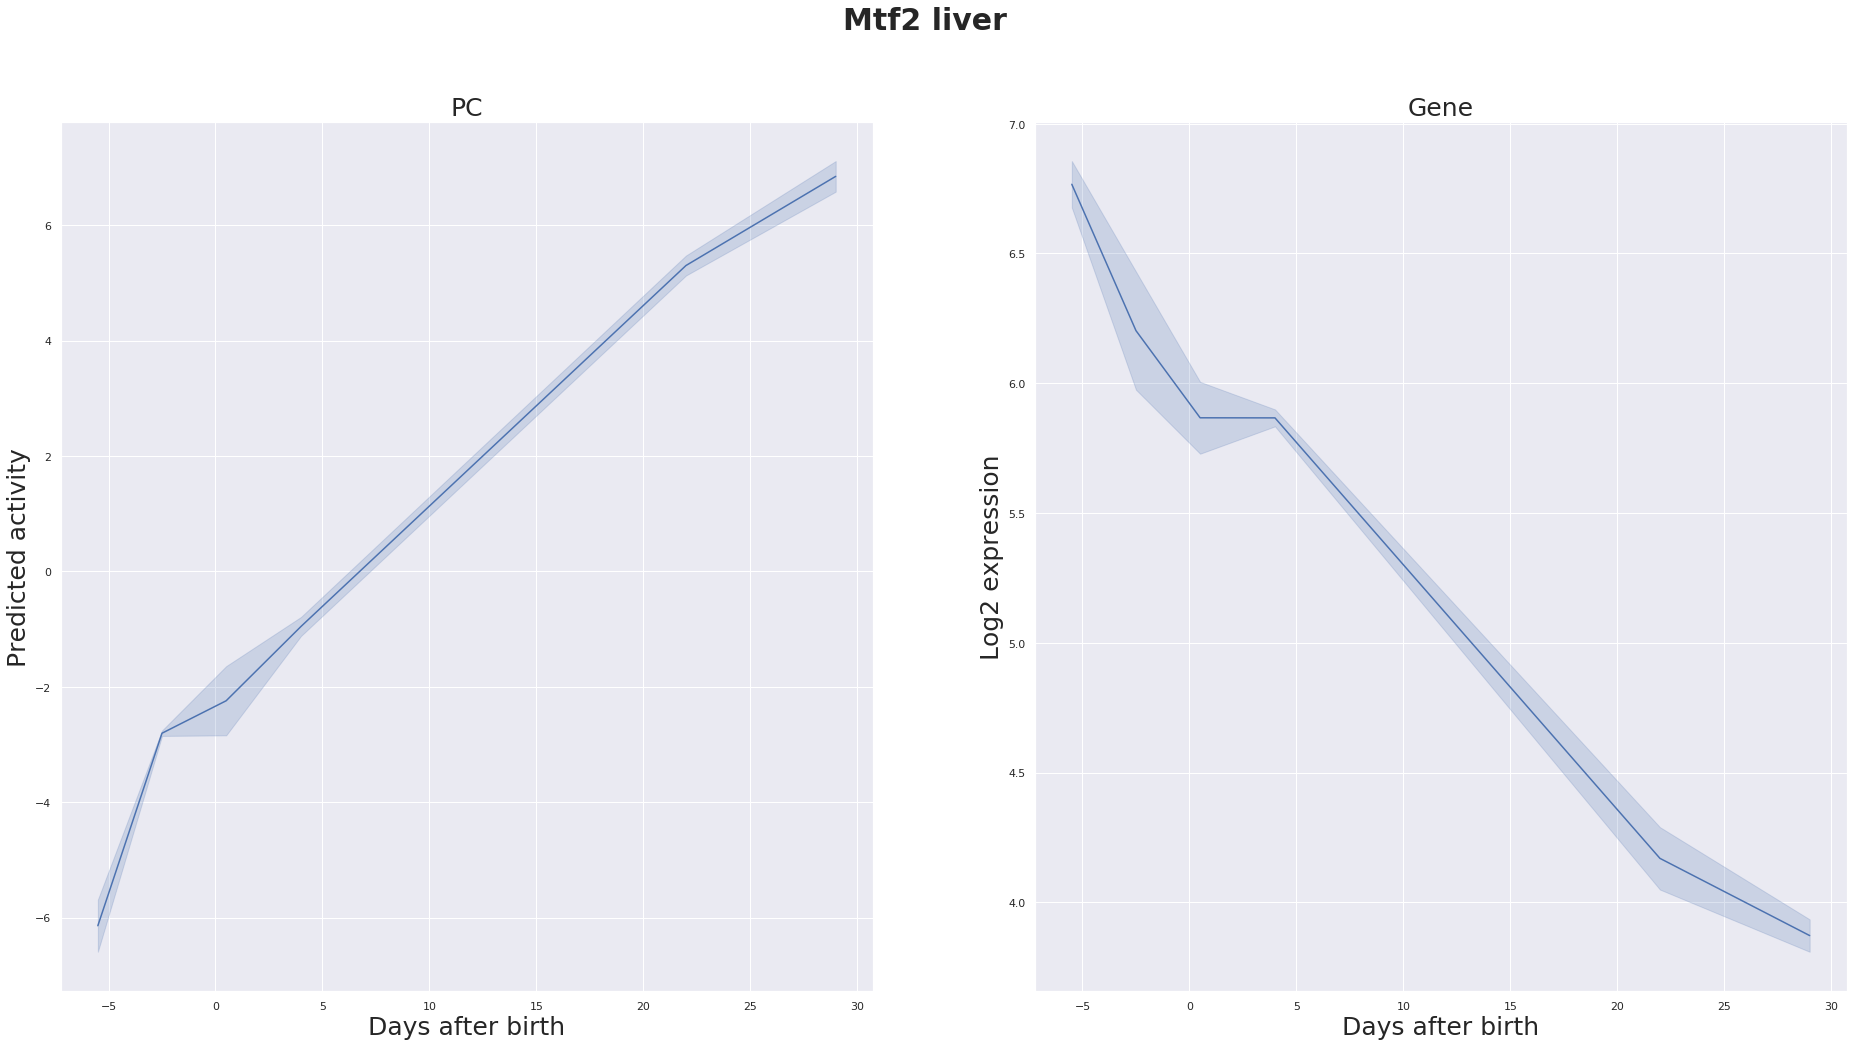 Mtf2 liver
PC
Predicted activity
6
4
2
0
−2
−4
−6
−5 0 5 10 15 20 25 30
Days after birth
Gene
Log2 expression
7.0
6.5
6.0
5.5
5.0
4.5
4.0
−5 0 5 10 15 20 25 30
Days after birth